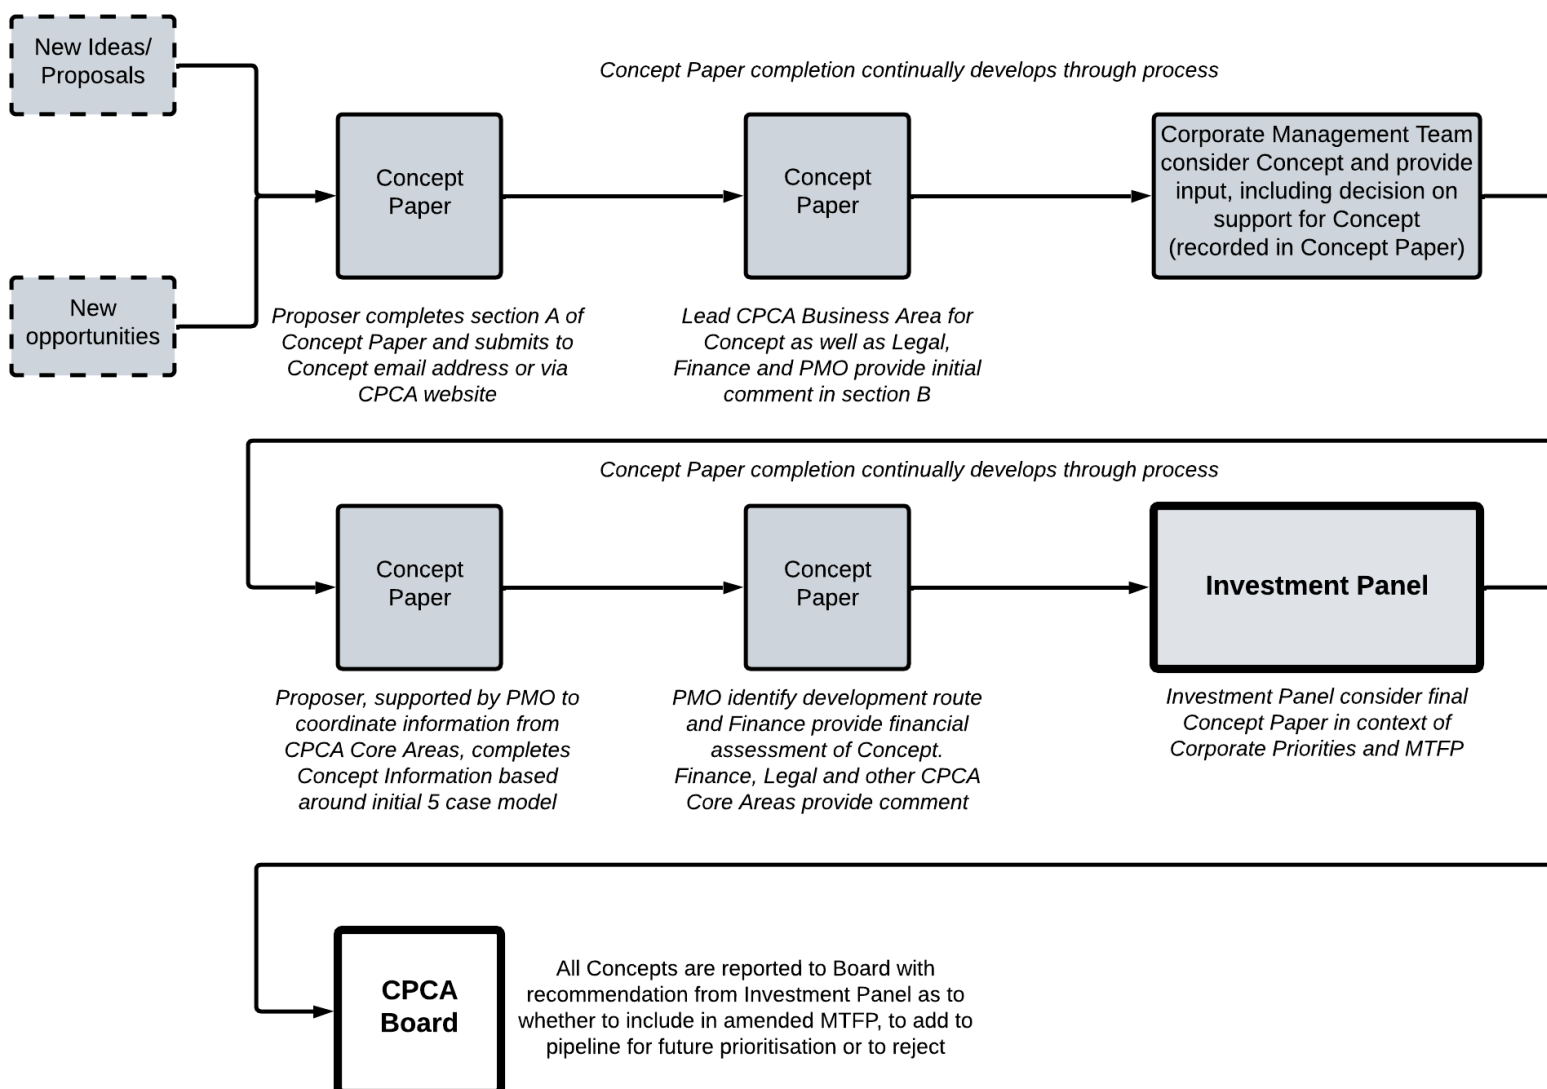 New Ideas/
Proposals
Concept Paper completion continually develops through process
Concept
Paper
Concept
Paper
Corporate Management Team
consider Concept and provide
input, including decision on
support for Concept
(recorded in Concept Paper)
New
opportunities
Proposer completes section A of
Concept Paper and submits to
Concept email address or via
CPCA website
Lead CPCA Business Area for
Concept as well as Legal,
Finance and PMO provide initial
comment in section B
Concept Paper completion continually develops through process
Concept
Paper
Concept
Paper
Investment Panel
Proposer, supported by PMO to
coordinate information from
CPCA Core Areas, completes
Concept Information based
around initial 5 case model
PMO identify development route
and Finance provide financial
assessment of Concept.
Finance, Legal and other CPCA
Core Areas provide comment
Investment Panel consider final
Concept Paper in context of
Corporate Priorities and MTFP
CPCA
Board
All Concepts are reported to Board with
recommendation from Investment Panel as to
whether to include in amended MTFP, to add to
pipeline for future prioritisation or to reject